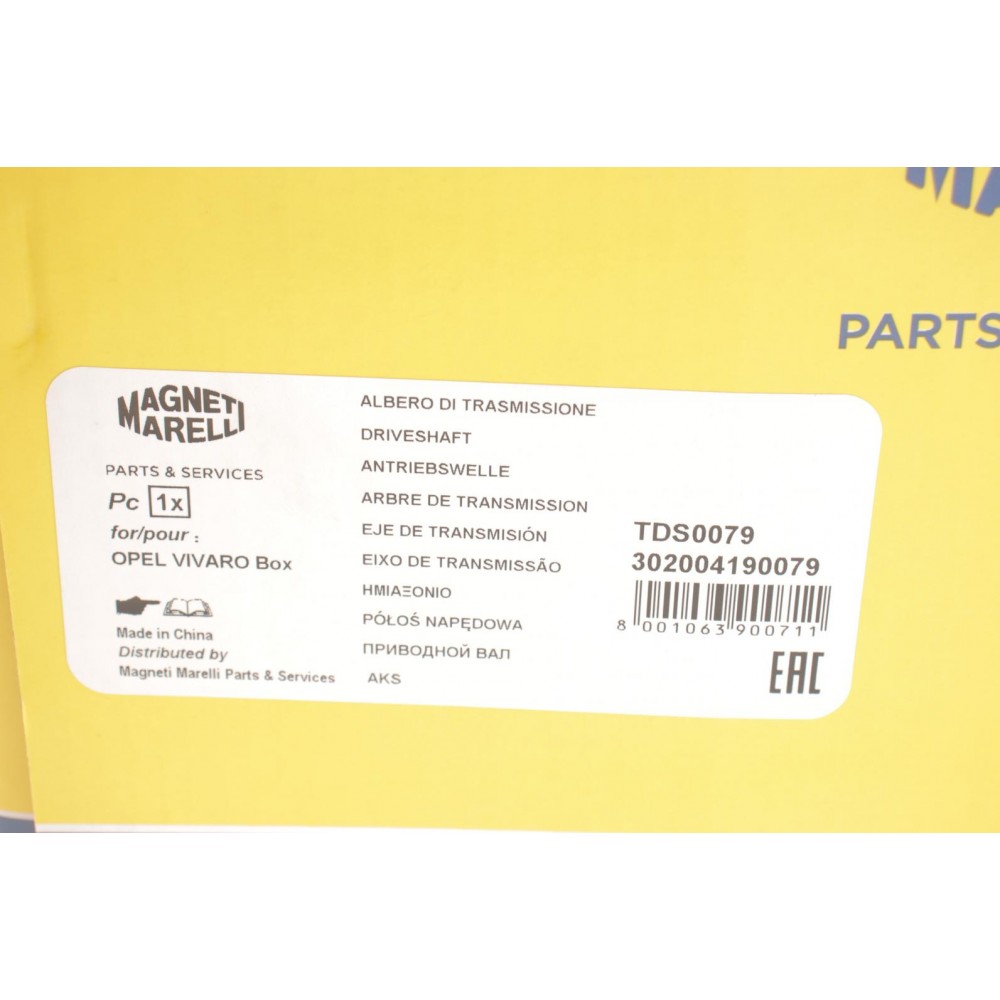 PARTS
MAGNETI
MARELLI
PARTS & SERVICES
Pc 1x
for/pour :
OPEL VIVARO Box
Made in China
Distributed by
Magneti Marelli Parts & Services
ALBERO DI TRASMISSIONE
DRIVESHAFT
ANTRIEBSWELLE
ARBRE DE TRANSMISSION
EJE DE TRANSMISIÓN
EIXO DE TRANSMISSÃO
ΗΜΙΑΞΟΝΙΟ
PÓŁOŚ NAPĘDOWA
ПРИВОДНОЙ ВАЛ
AKS
TDS0079
302004190079
8 001063 900711
EAC